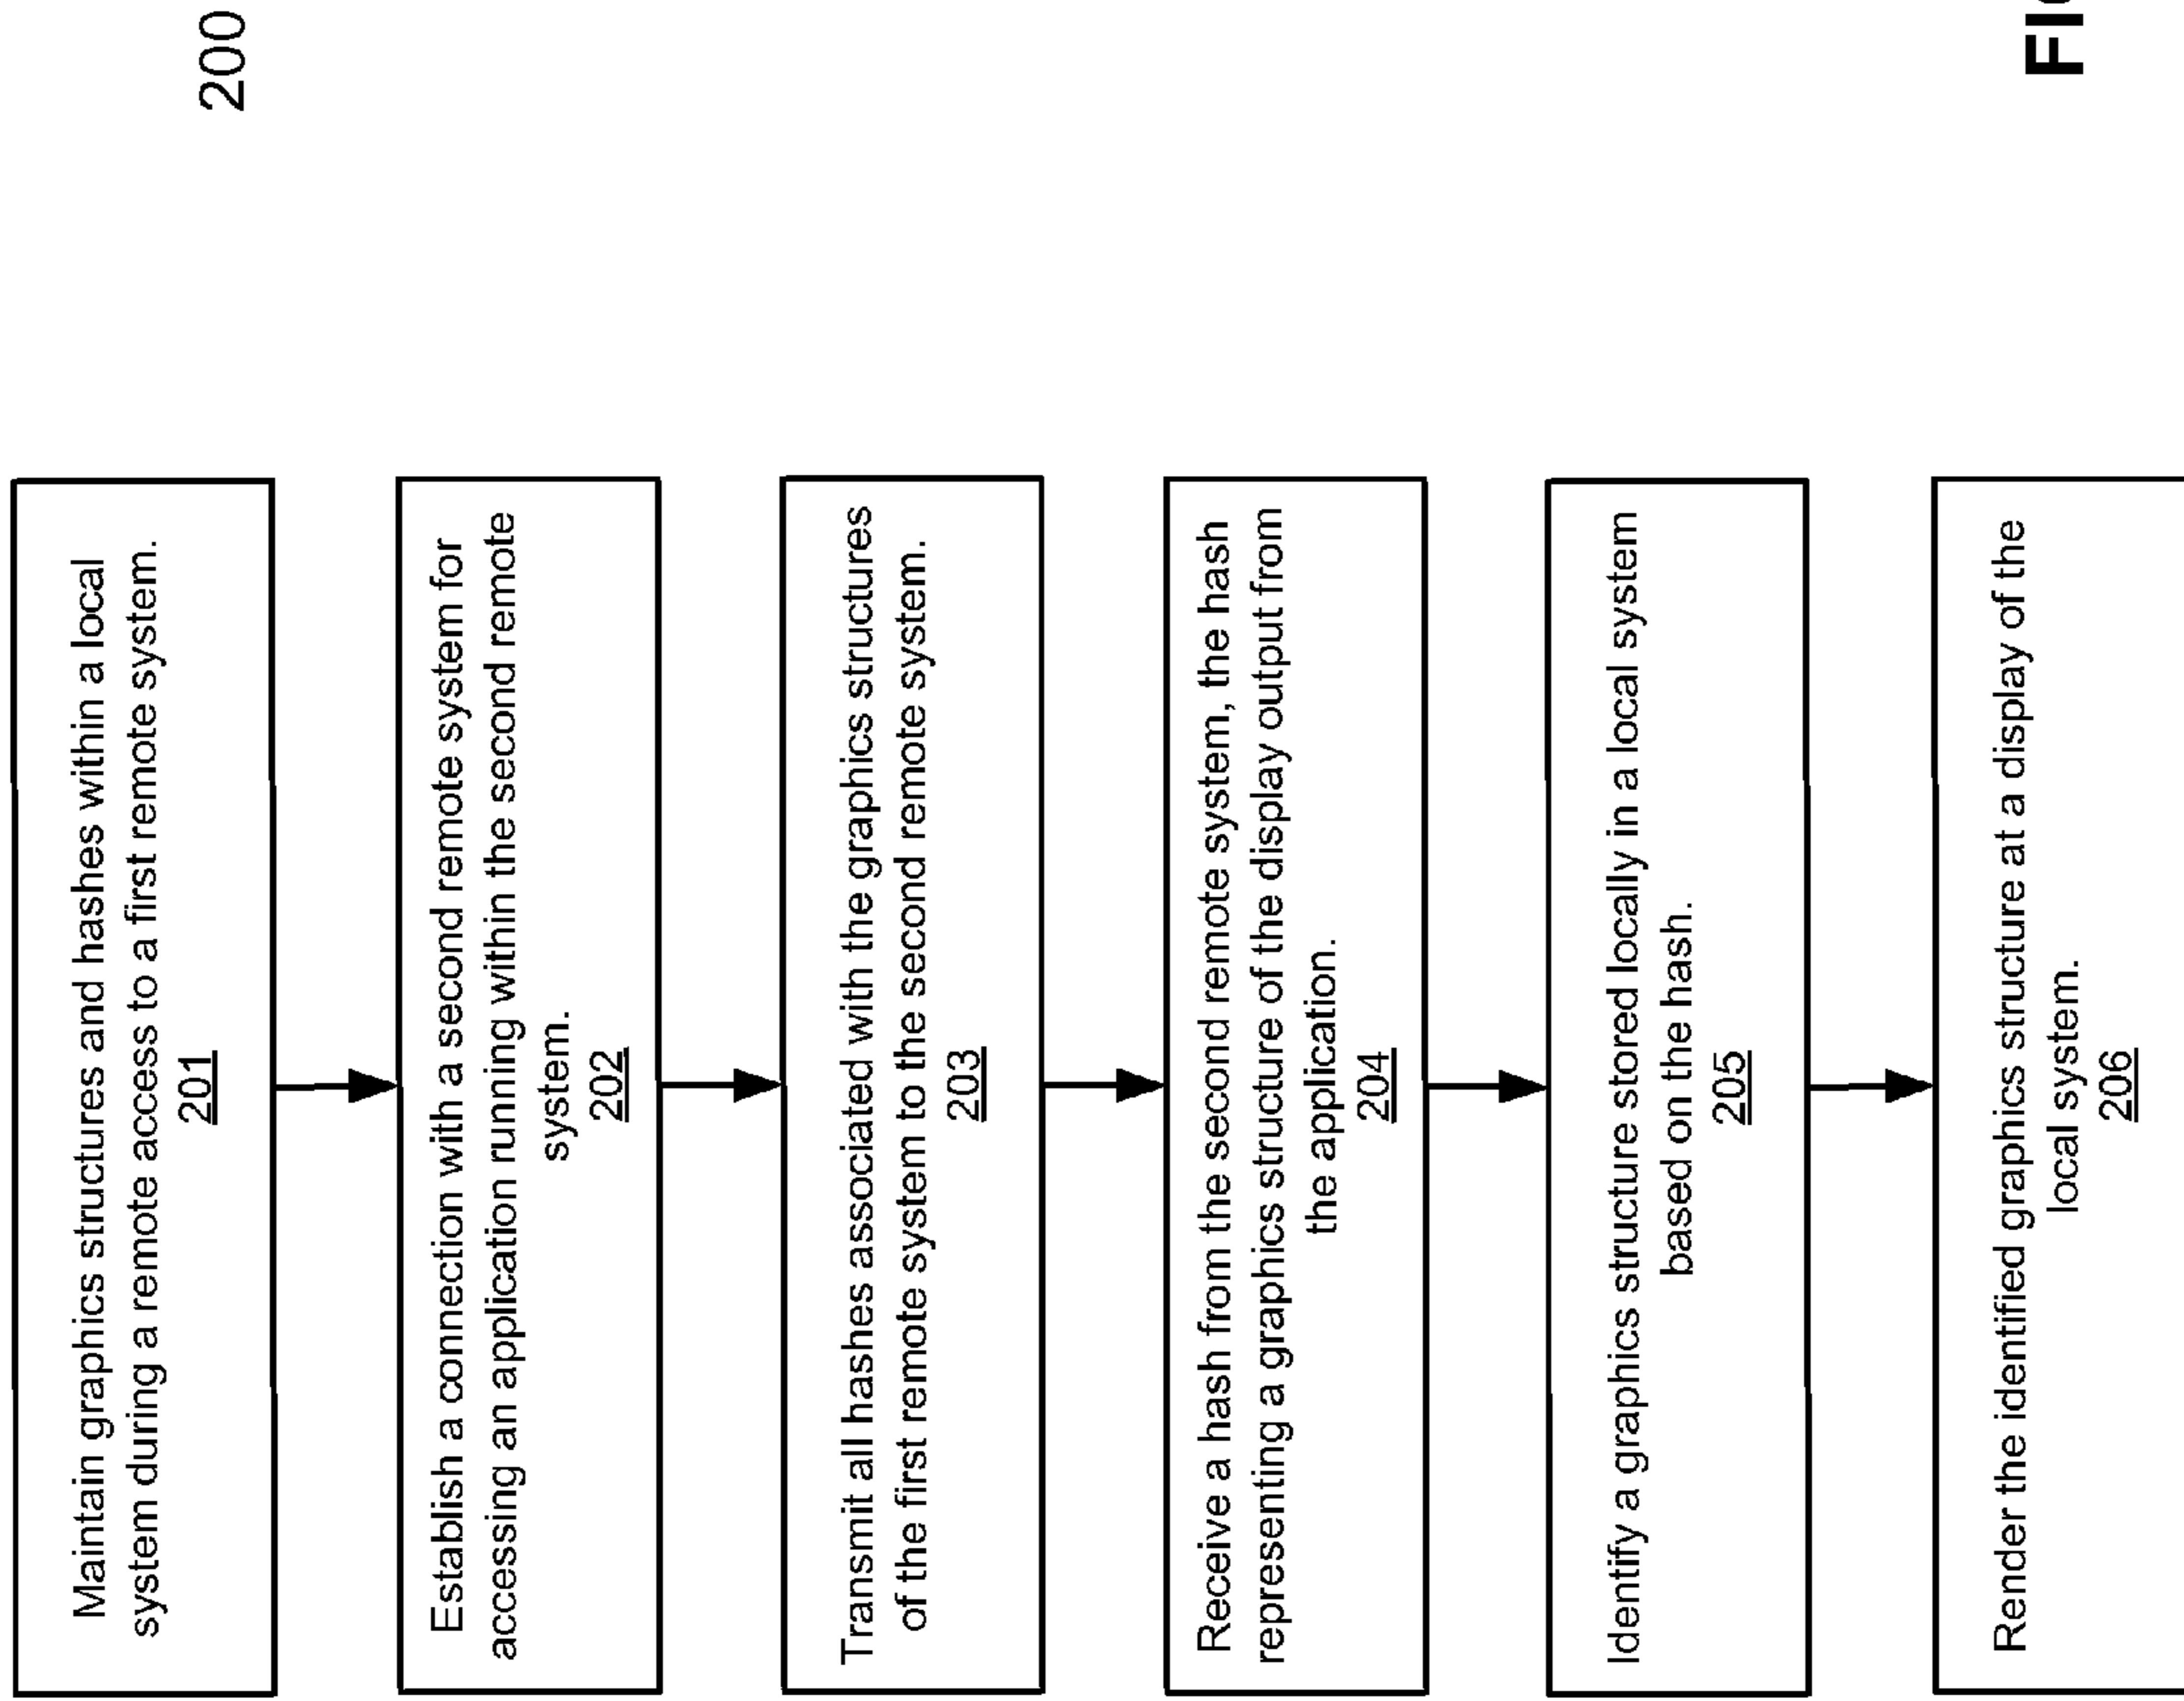 Maintain graphics structures and hashes within a local
system during a remote access to a first remote system.
201
Establish a connection with a second remote system for
accessing an application running within the second remote
system.
202
Transmit all hashes associated with the graphics structures
of the first remote system to the second remote system.
203
Receive a hash from the second remote system, the hash
representing a graphics structure of the display output from
the application.
204
Identify a graphics structure stored locally in a local system
based on the hash.
205
Render the identified graphics structure at a display of the
local system.
206
200